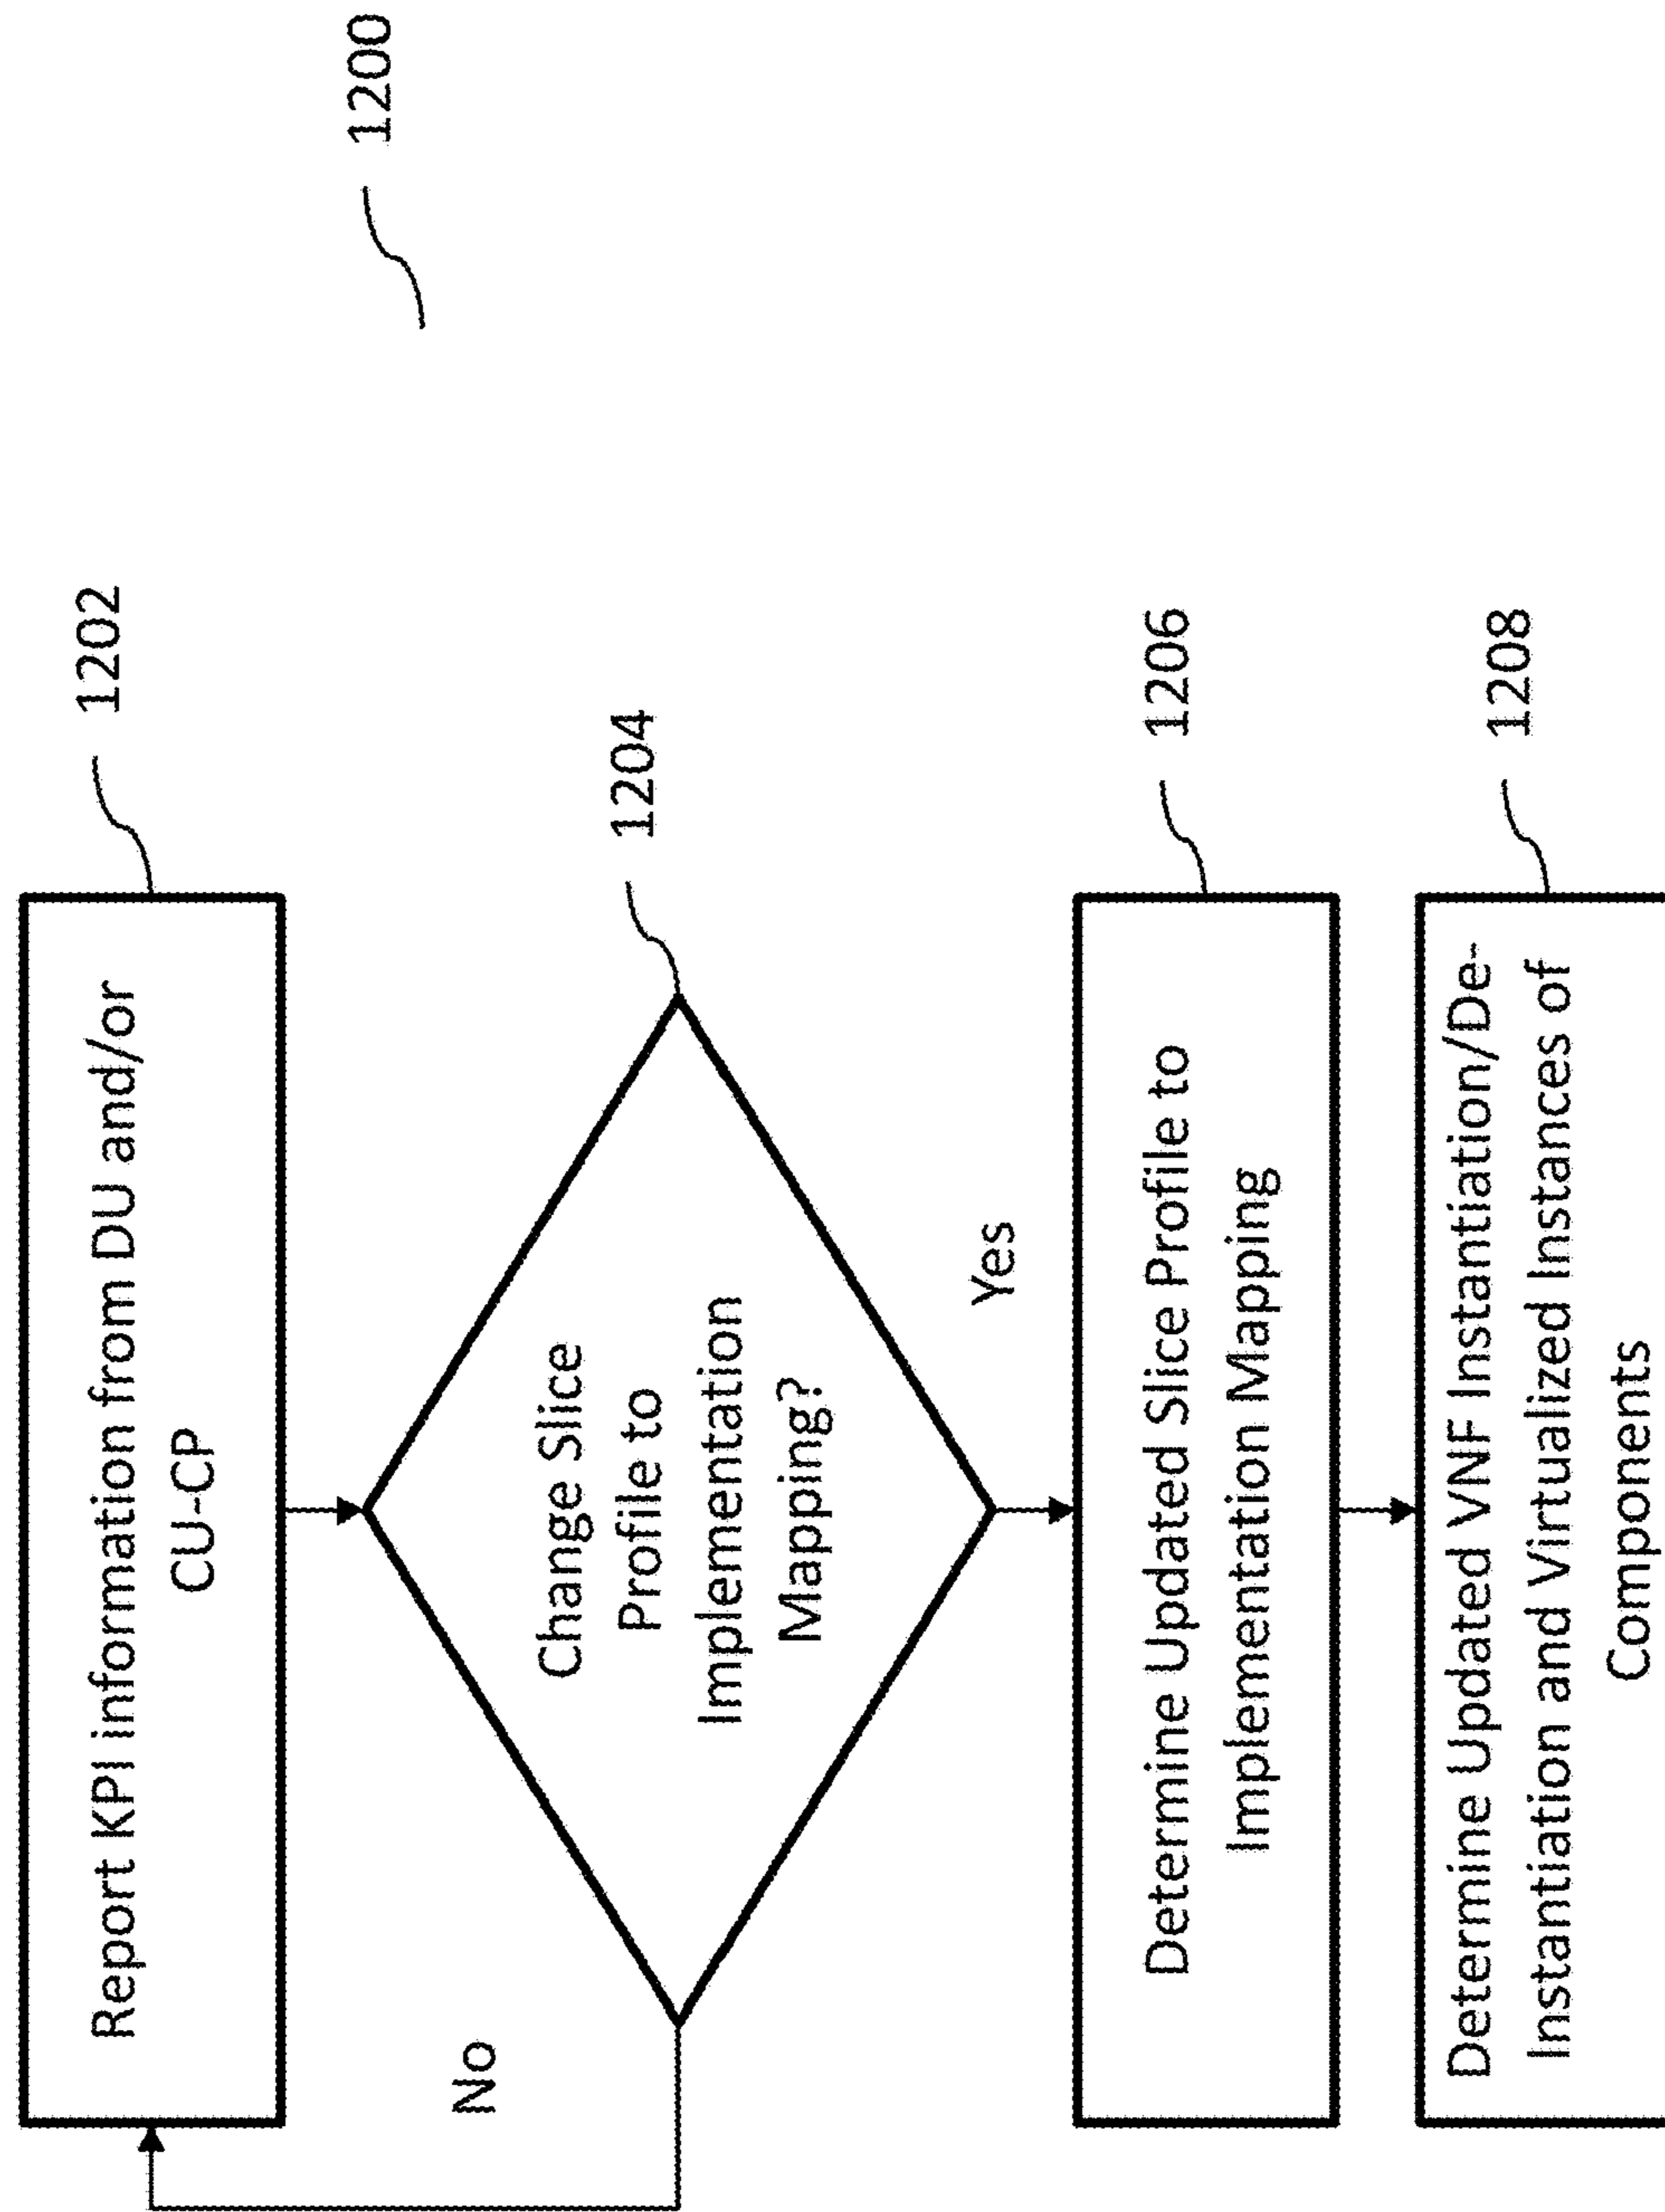 1200
Report KPI information from DU and/or
CU-CP
1202
Change Slice
Profile to
Implementation
Mapping?
1204
No
Yes
Determine Updated Slice Profile to
Implementation Mapping
1206
Determine Updated VNF Instantiation/De-
Instantiation and Virtualized Instances of
Components
1208